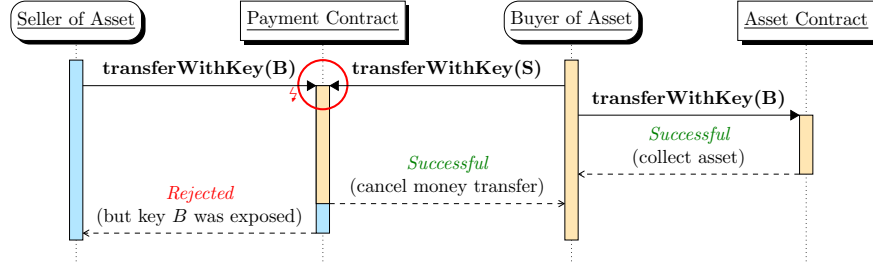 Seller of Asset
Payment Contract
Buyer of Asset
Asset Contract
transferWithKey(B)
transferWithKey(S)
transferWithKey(B)
Successful
(collect asset)
Successful
(cancel money transfer)
Rejected
(but key B was exposed)